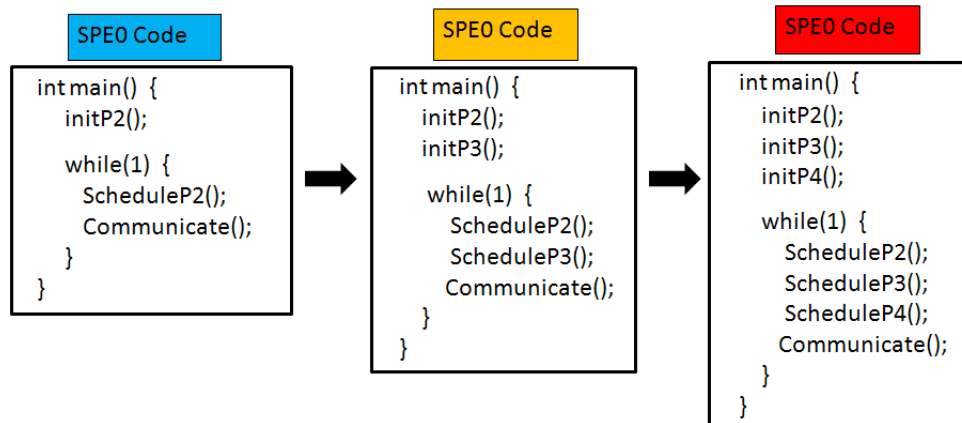 SPE0 Code
int main() {
initP2();
while(1) {
ScheduleP2();
Communicate();
}
}
SPE0 Code
int main() {
initP2();
initP3();
while(1) {
ScheduleP2();
ScheduleP3();
Communicate();
}
}
SPE0 Code
int main() {
initP2();
initP3();
initP4();
while(1) {
ScheduleP2();
ScheduleP3();
ScheduleP4();
Communicate();
}
}